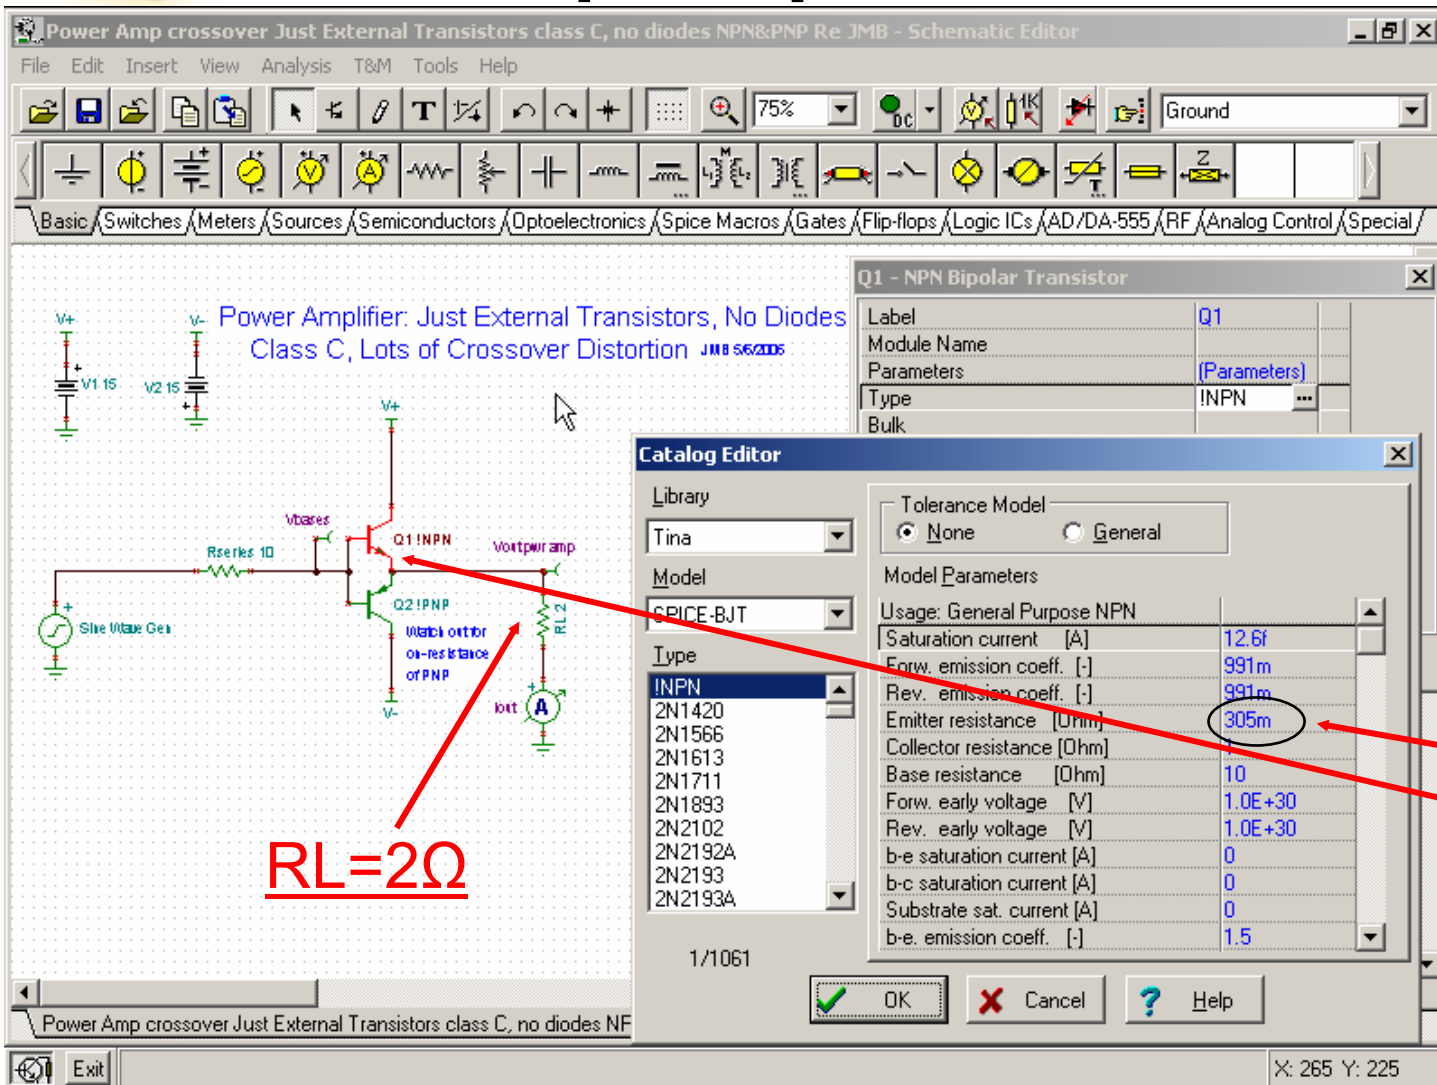 Power Amp crossover Just External Transistors class C, no diodes NPN&PNP Re JMB - Schematic Editor
File Edit Insert View Analysis T&M Tools Help
T 75% DC 1K Ground
M
L1 L2 T Z
Basic Switches Meters Sources Semiconductors Optoelectronics Spice Macros Gates Flip-flops Logic ICs AD/DA-555 RF Analog Control Special
Power Amplifier: Just External Transistors, No Diodes
Class C, Lots of Crossover Distortion JMB 5/6/2006
V+
V-
V1 15
V2 15
V+
Vbases
Q1 !NPN
Voutpwramp
Rseries 10
Q2 !PNP
RL 2
Sine Wave Gen
Watch out for
on-resistance
of PNP
Iout
A
V-
RL=2Ω
Q1 - NPN Bipolar Transistor
Label Q1
Module Name
Parameters (Parameters)
Type !NPN ...
Bulk
Catalog Editor
Library
Tina
Model
SPICE-BJT
Type
!NPN
2N1420
2N1566
2N1613
2N1711
2N1893
2N2102
2N2192A
2N2193
2N2193A
1/1061
Tolerance Model
None General
Model Parameters
Usage: General Purpose NPN
Saturation current [A] 12.6f
Forw. emission coeff. [-] 991m
Rev. emission coeff. [-] 991m
Emitter resistance [Ohm] 305m
Collector resistance [Ohm] 1
Base resistance [Ohm] 10
Forw. early voltage [V] 1.0E+30
Rev. early voltage [V] 1.0E+30
b-e saturation current [A] 0
b-c saturation current [A] 0
Substrate sat. current [A] 0
b-e. emission coeff. [-] 1.5
OK Cancel Help
Power Amp crossover Just External Transistors class C, no diodes NF
Exit X: 265 Y: 225